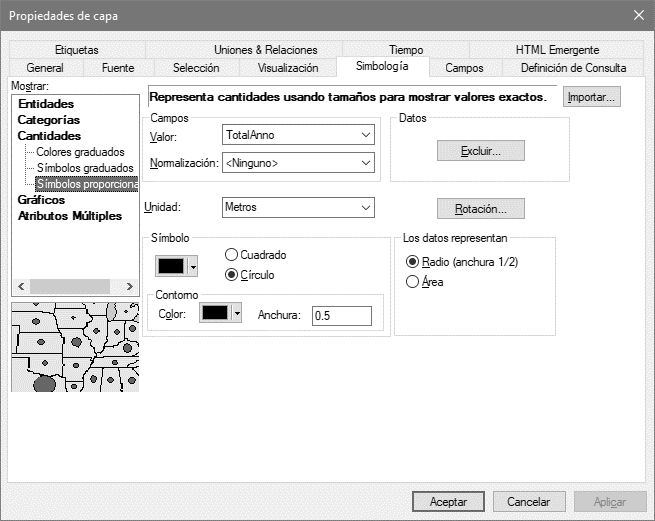 Propiedades de capa
Etiquetas Uniones & Relaciones Tiempo HTML Emergente
General Fuente Selección Visualización Simbología Campos Definición de Consulta
Mostrar:
Entidades
Categorías
Cantidades
Colores graduados
Símbolos graduados
Símbolos proporciona
Gráficos
Atributos Múltiples
Representa cantidades usando tamaños para mostrar valores exactos.
Importar...
Campos
Valor: TotalAnno
Normalización: <Ninguno>
Datos
Excluir...
Unidad: Metros
Rotación...
Símbolo
Cuadrado
Círculo
Contorno
Color: Anchura: 0.5
Los datos representan
Radio (anchura 1/2)
Área
Aceptar Cancelar Aplicar